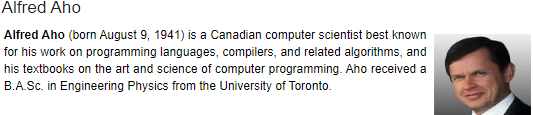 Alfred Aho
Alfred Aho (born August 9, 1941) is a Canadian computer scientist best known
for his work on programming languages, compilers, and related algorithms, and
his textbooks on the art and science of computer programming. Aho received a
B.A.Sc. in Engineering Physics from the University of Toronto.